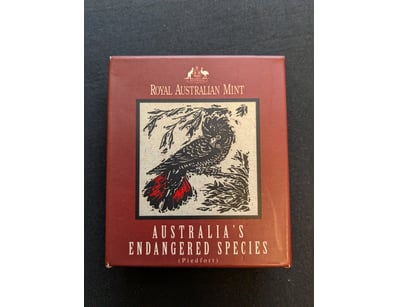 ROYAL AUSTRALIAN MINT
AUSTRALIA'S
ENDANGERED SPECIES
(Piedfort)